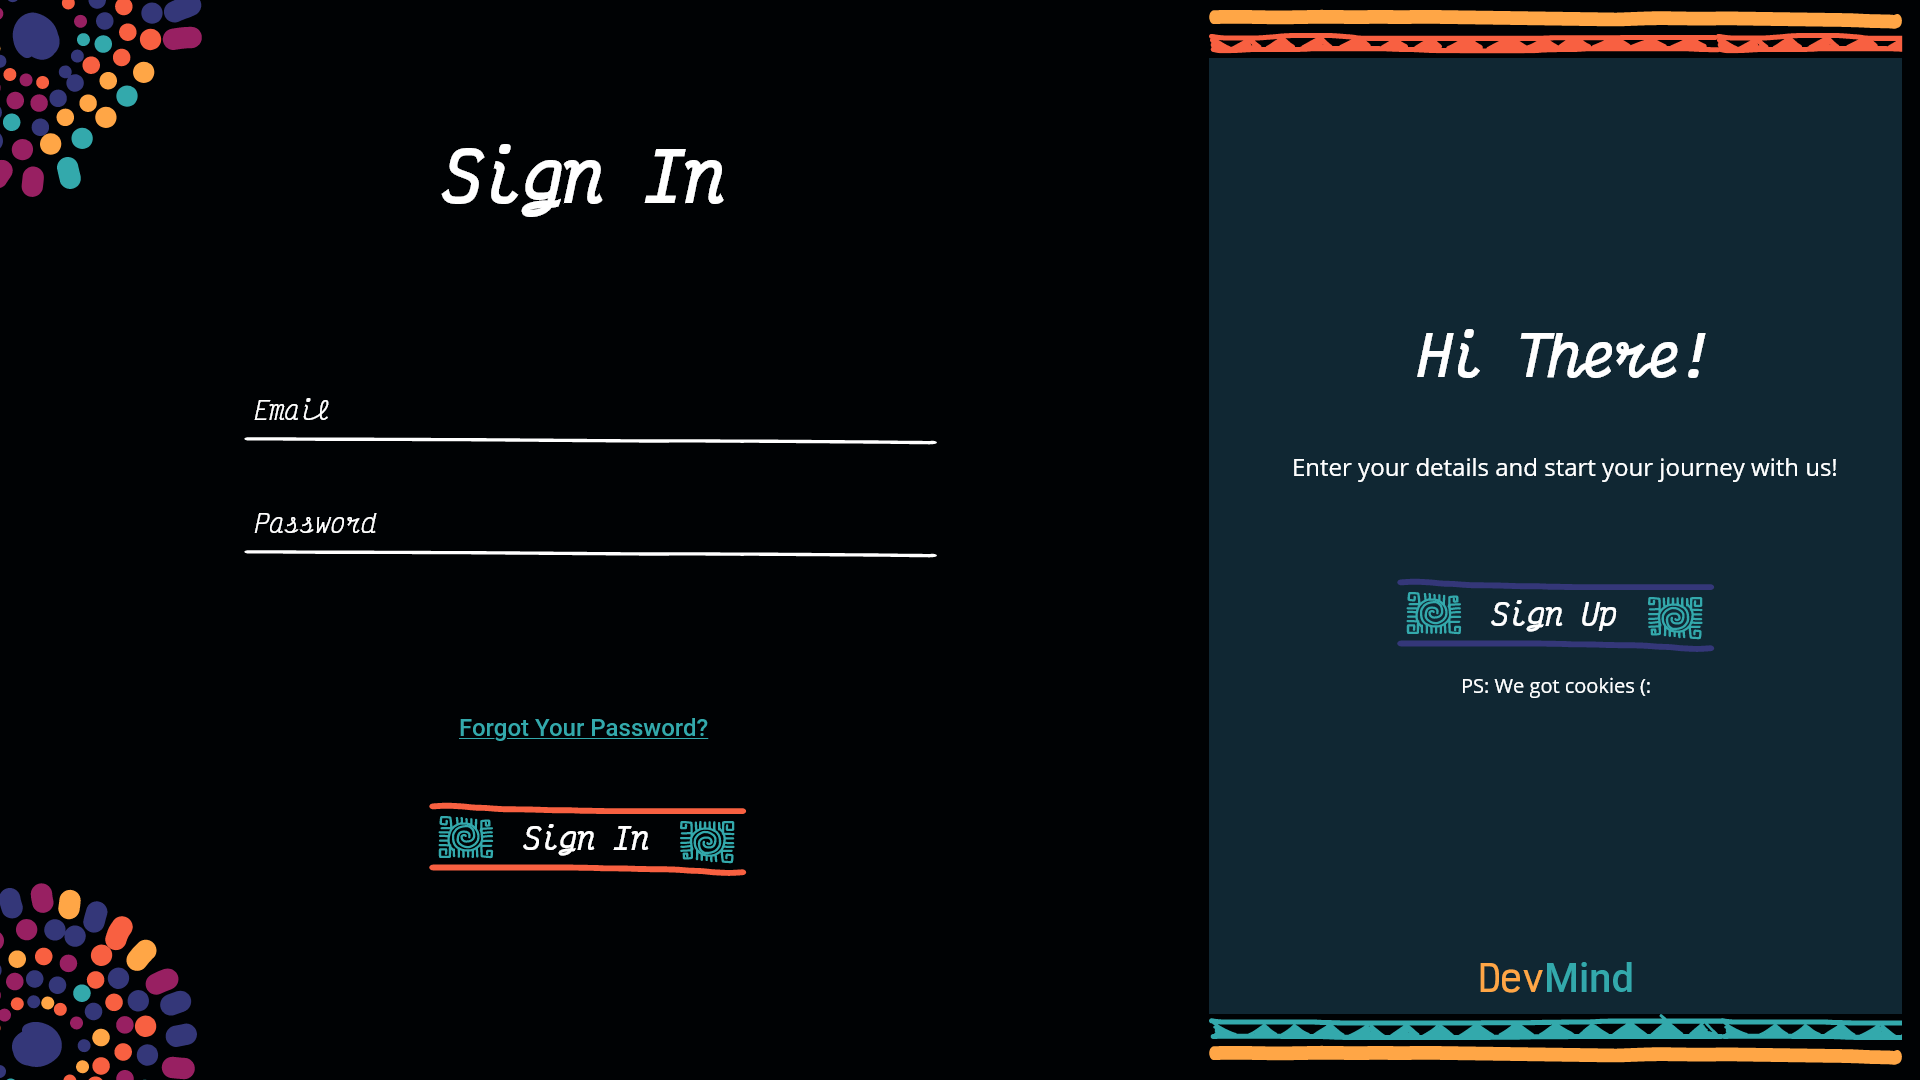 Sign In
Email
Password
Forgot Your Password?
Sign In
Hi There!
Enter your details and start your journey with us!
Sign Up
PS: We got cookies (:
DevMind